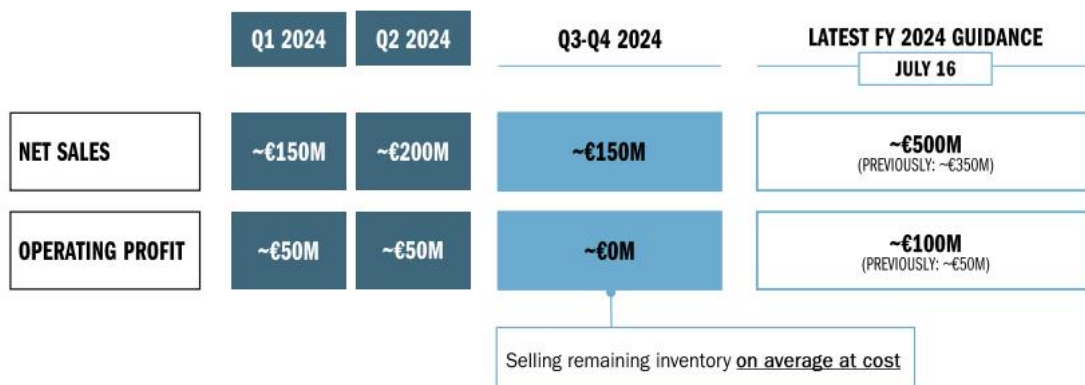 Q1 2024
Q2 2024
Q3-Q4 2024
LATEST FY 2024 GUIDANCE
JULY 16
NET SALES
~€150M
~€200M
~€150M
~€500M
(PREVIOUSLY: ~€350M)
OPERATING PROFIT
~€50M
~€50M
~€0M
~€100M
(PREVIOUSLY: ~€50M)
Selling remaining inventory on average at cost